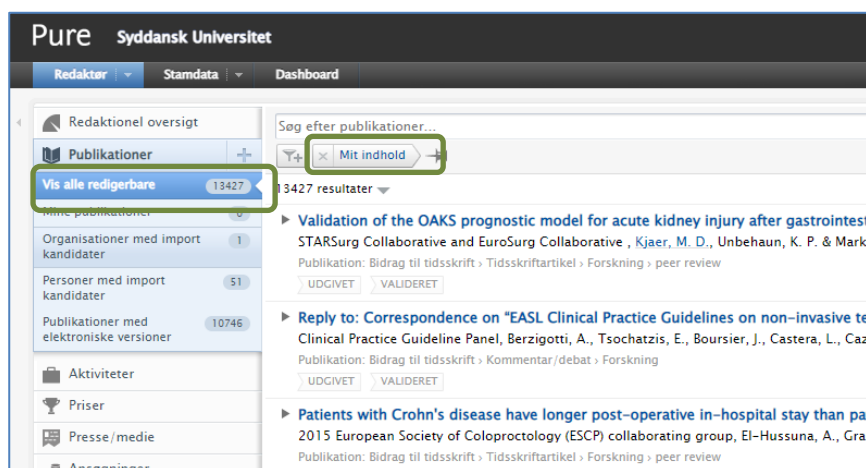 Pure Syddansk Universitet
Redaktør Stamdata Dashboard
Redaktionel oversigt
Publikationer
Vis alle redigerbare 13427
Mine publikationer
Organisationer med import kandidater 1
Personer med import kandidater 51
Publikationer med elektroniske versioner 10746
Aktiviteter
Priser
Presse/medie
Ansøgninger
Søg efter publikationer...
Mit indhold
13427 resultater
Validation of the OAKS prognostic model for acute kidney injury after gastrointest
STARSurg Collaborative and EuroSurg Collaborative , Kjaer, M. D., Unbehaun, K. P. & Mark
Publikation: Bidrag til tidsskrift › Tidsskriftartikel › Forskning › peer review
UDGIVET VALIDERET
Reply to: Correspondence on "EASL Clinical Practice Guidelines on non-invasive te
Clinical Practice Guideline Panel, Berzigotti, A., Tsochatzis, E., Boursier, J., Castera, L., Caz
Publikation: Bidrag til tidsskrift › Kommentar/debat › Forskning
UDGIVET VALIDERET
Patients with Crohn's disease have longer post-operative in-hospital stay than pa
2015 European Society of Coloproctology (ESCP) collaborating group, El-Hussuna, A., Gra
Publikation: Bidrag til tidsskrift › Tidsskriftartikel › Forskning › peer review